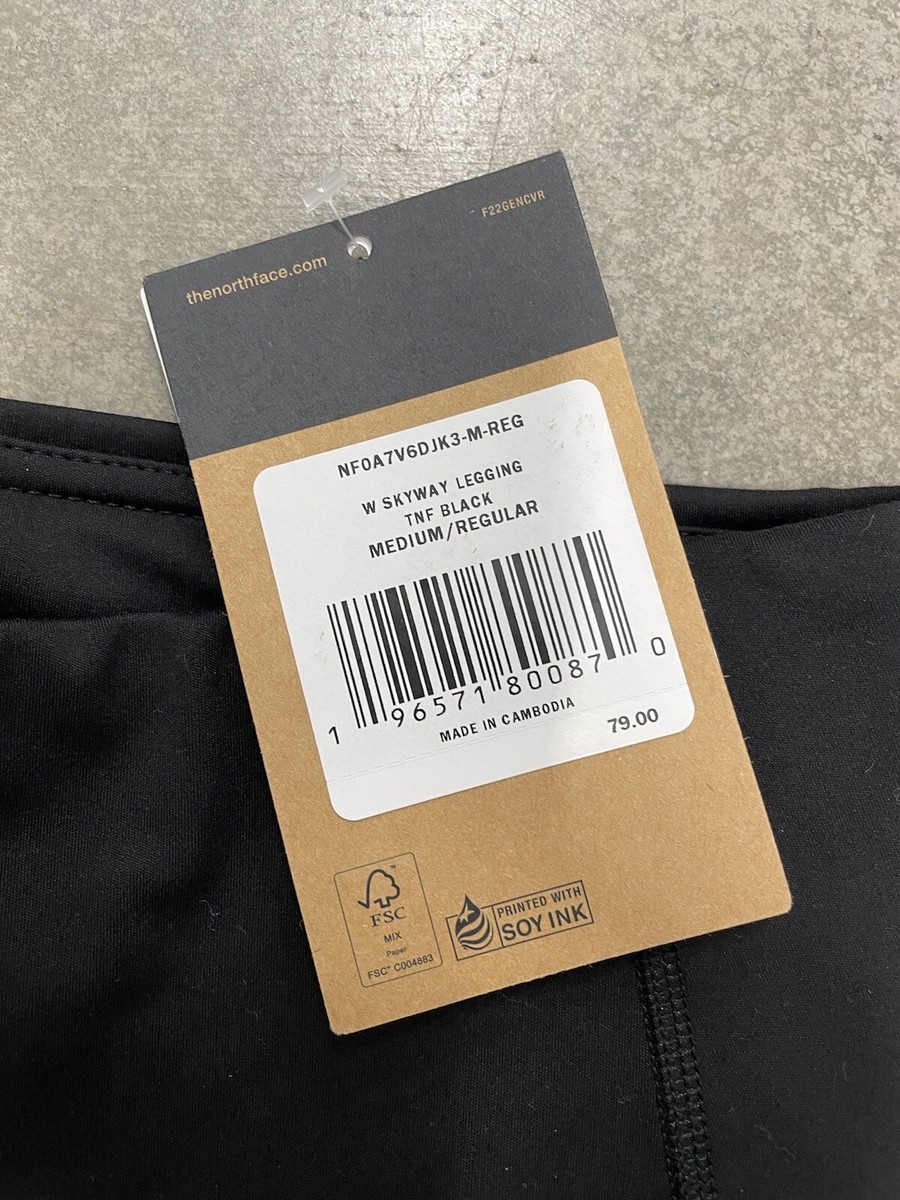 F22GENCVR
thenorthface.com
NF0A7V6DJK3-M-REG
W SKYWAY LEGGING
TNF BLACK
MEDIUM/REGULAR
1 96571 80087 0
MADE IN CAMBODIA
79.00
FSC™
MIX
Paper
FSC® C004883
PRINTED WITH
SOY INK